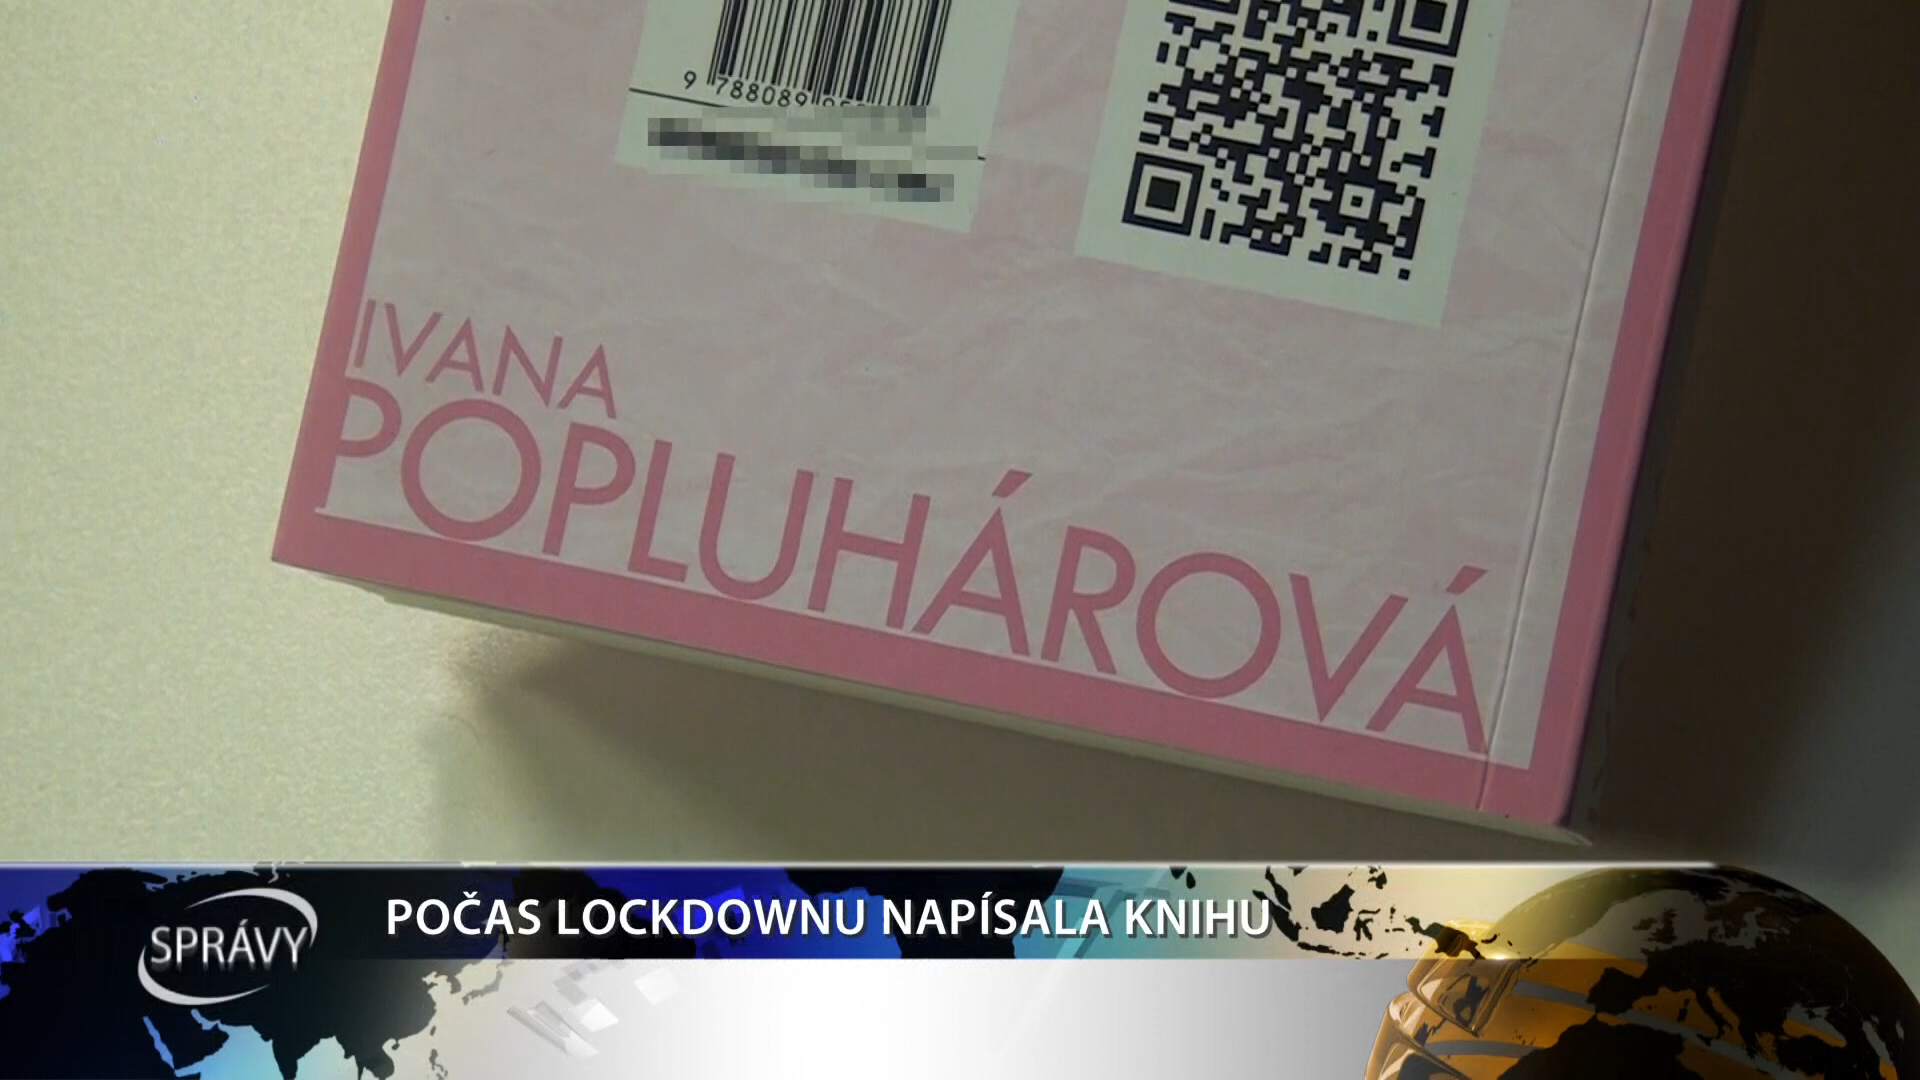 9 788089
IVANA
POPLUHÁROVÁ
SPRÁVY
POČAS LOCKDOWNU NAPÍSALA KNIHU